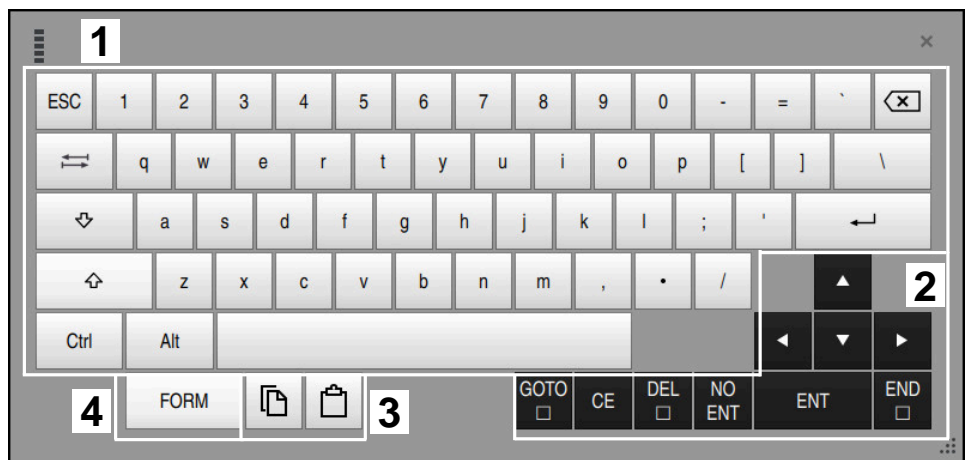 1
×
ESC 1 2 3 4 5 6 7 8 9 0 - = `
q w e r t y u i o p [ ] \
a s d f g h j k l ; '
z x c v b n m , • /
2
Ctrl Alt
4 FORM 3 GOTO CE DEL NO ENT ENT END